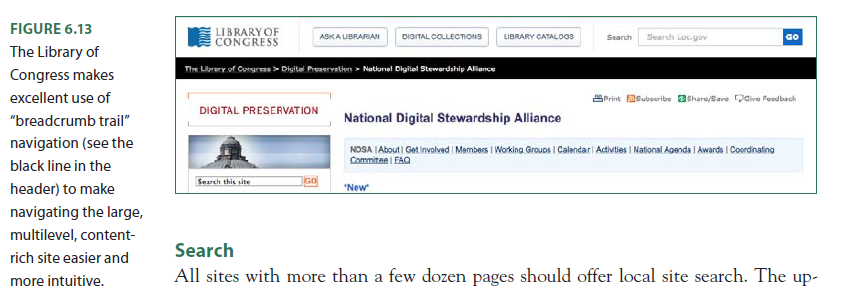 FIGURE 6.13
The Library of
Congress makes
excellent use of
“breadcrumb trail”
navigation (see the
black line in the
header) to make
navigating the large,
multilevel, content-
rich site easier and
more intuitive.
LIBRARY OF
CONGRESS
ASK A LIBRARIAN
DIGITAL COLLECTIONS
LIBRARY CATALOGS
Search
Search Loc.gov
GO
The Library of Congress > Digital Preservation > National Digital Stewardship Alliance
Print Subscribe Share/Save Give Feedback
DIGITAL PRESERVATION
National Digital Stewardship Alliance
NDSA | About | Get Involved | Members | Working Groups | Calendar | Activities | National Agenda | Awards | Coordinating
Committee | FAQ
Search this site
GO
*New*
Search
All sites with more than a few dozen pages should offer local site search. The up-